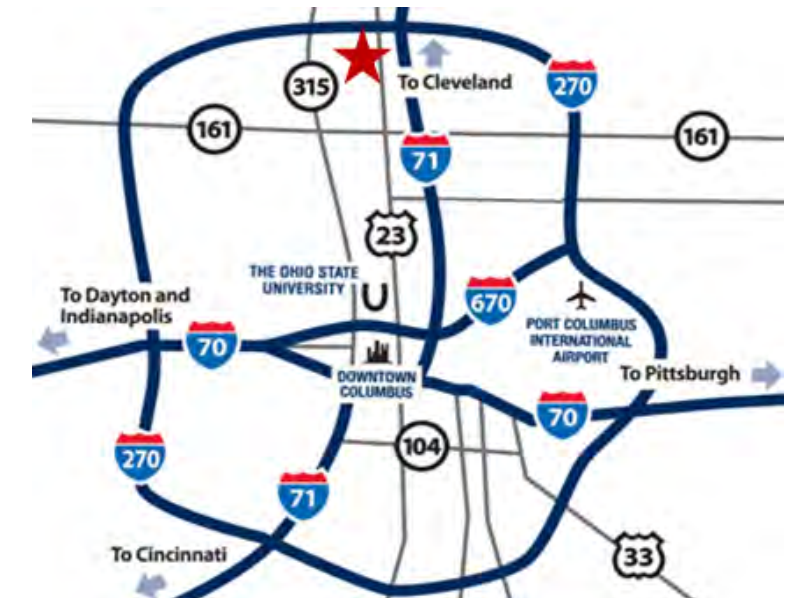 315
To Cleveland
270
161
161
71
23
THE OHIO STATE
UNIVERSITY
To Dayton and
Indianapolis
670
PORT COLUMBUS
INTERNATIONAL
AIRPORT
70
To Pittsburgh
DOWNTOWN
COLUMBUS
70
270
104
71
To Cincinnati
33